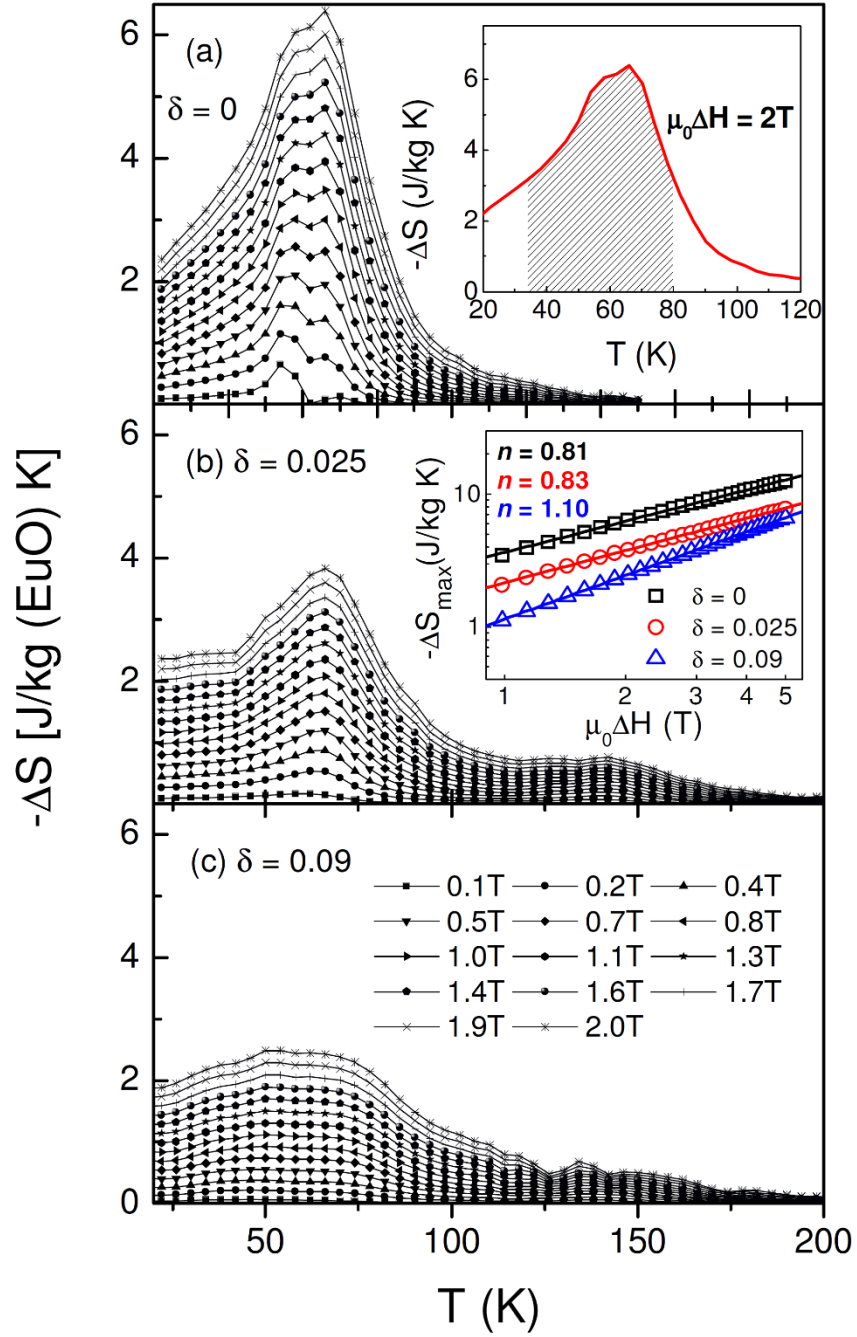 -ΔS [J/kg (EuO) K]
6
4
2
(a)
δ = 0
-ΔS (J/kg K)
6
4
2
0
μ₀ΔH = 2T
20 40 60 80 100 120
T (K)
6
4
2
(b) δ = 0.025
-ΔS_max(J/kg K)
10
1
n = 0.81
n = 0.83
n = 1.10
δ = 0
δ = 0.025
δ = 0.09
1 2 3 4 5
μ₀ΔH (T)
6
4
2
0
(c) δ = 0.09
0.1T 0.2T 0.4T
0.5T 0.7T 0.8T
1.0T 1.1T 1.3T
1.4T 1.6T 1.7T
1.9T 2.0T
50 100 150 200
T (K)